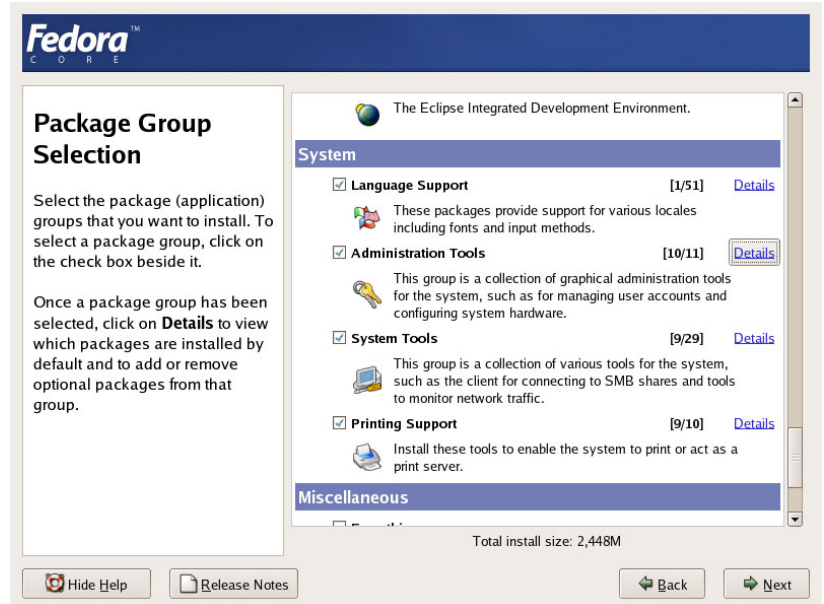 Fedora™
CORE
Package Group
Selection
Select the package (application)
groups that you want to install. To
select a package group, click on
the check box beside it.
Once a package group has been
selected, click on Details to view
which packages are installed by
default and to add or remove
optional packages from that
group.
The Eclipse Integrated Development Environment.
System
Language Support [1/51] Details
These packages provide support for various locales
including fonts and input methods.
Administration Tools [10/11] Details
This group is a collection of graphical administration tools
for the system, such as for managing user accounts and
configuring system hardware.
System Tools [9/29] Details
This group is a collection of various tools for the system,
such as the client for connecting to SMB shares and tools
to monitor network traffic.
Printing Support [9/10] Details
Install these tools to enable the system to print or act as a
print server.
Miscellaneous
Total install size: 2,448M
Hide Help
Release Notes
Back
Next